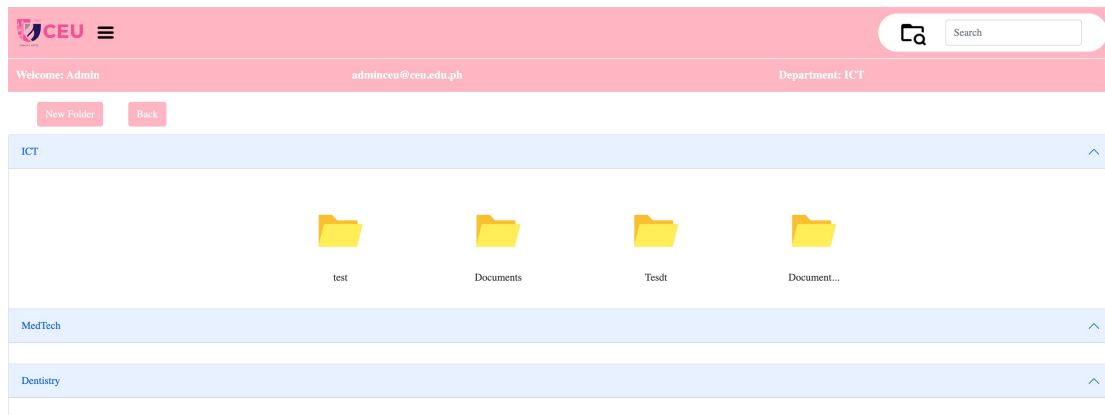 CEU
Search
Welcome: Admin adminceu@ceu.edu.ph Department: ICT
New Folder Back
ICT
test Documents Tesdt Document...
MedTech
Dentistry